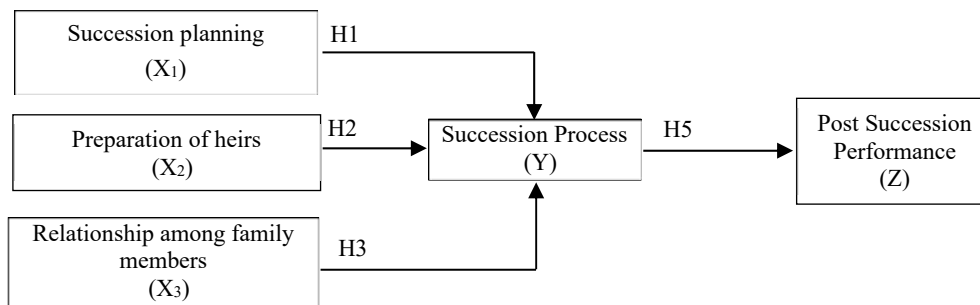 Succession planning
(X₁)
H1
Preparation of heirs
(X₂)
H2
Relationship among family
members
(X₃)
H3
Succession Process
(Y)
H5
Post Succession
Performance
(Z)